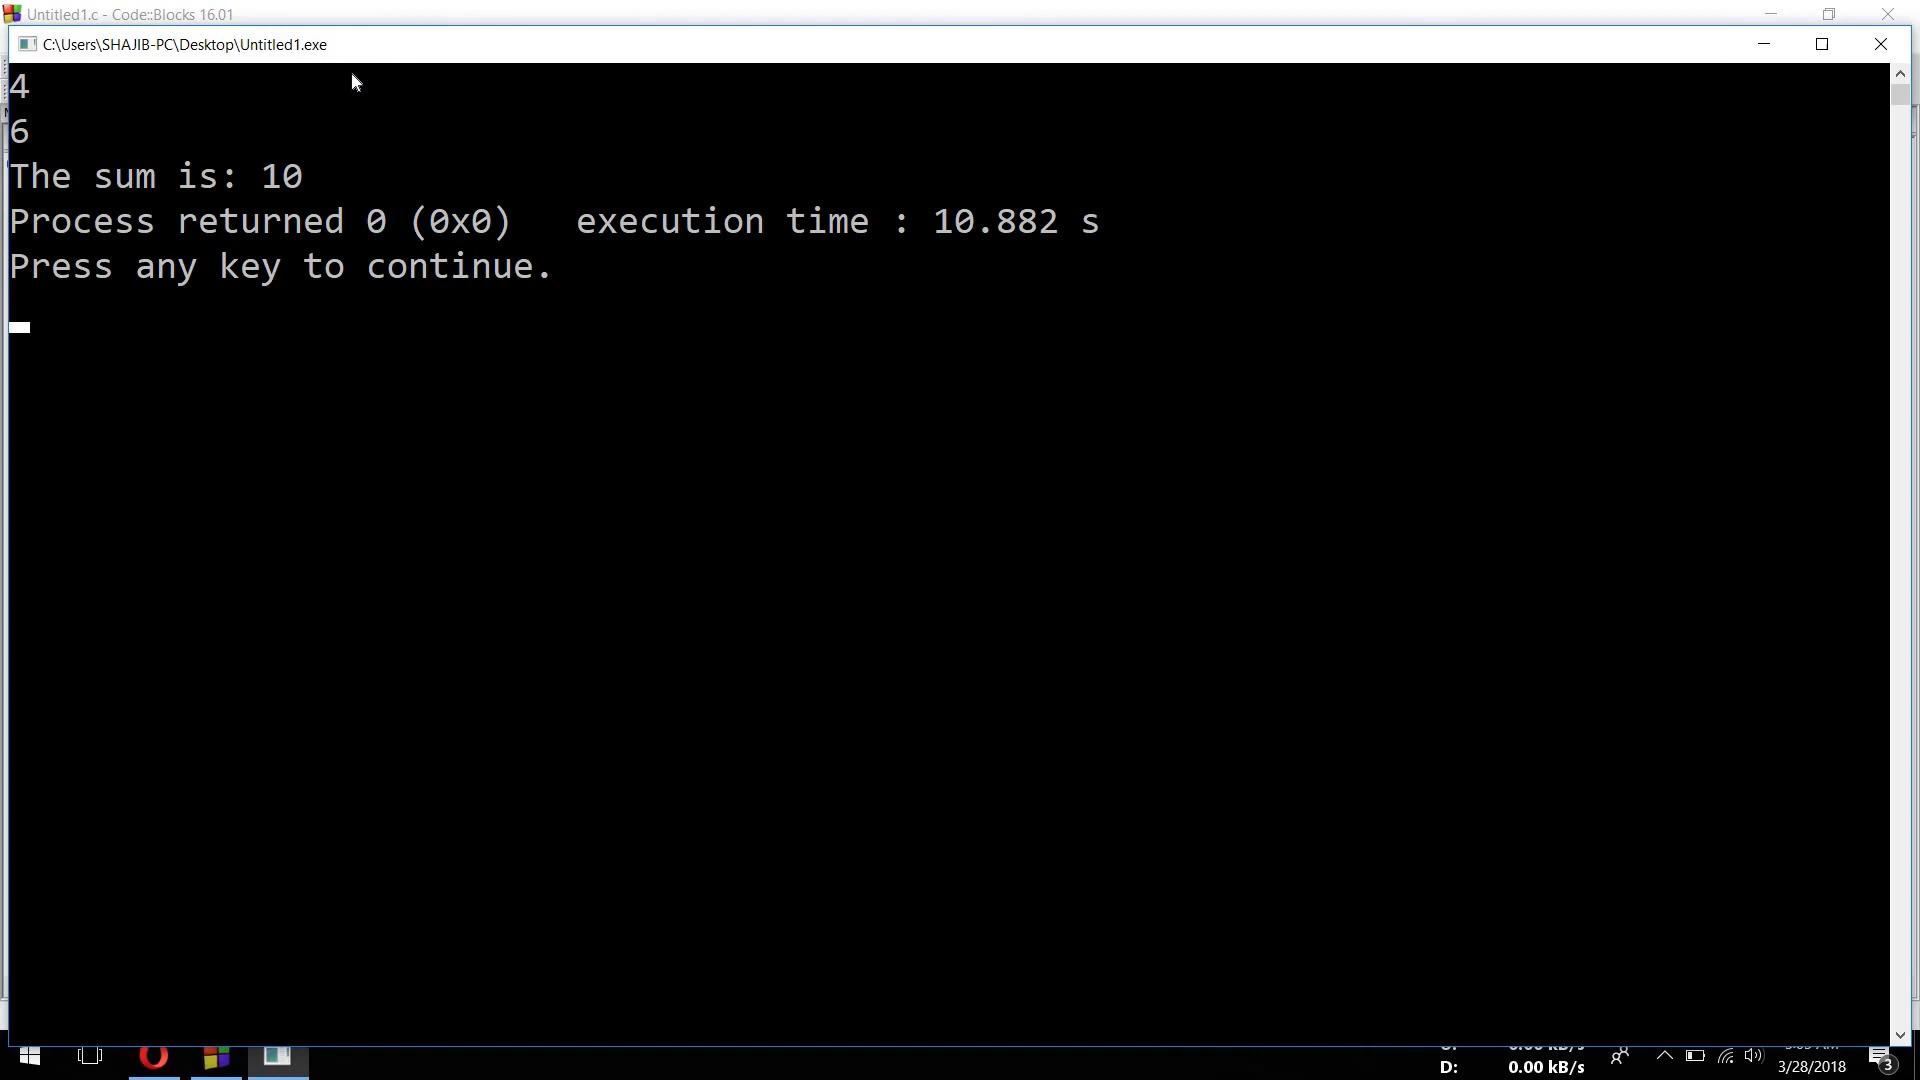 Untitled1.c - Code::Blocks 16.01
C:\Users\SHAJIB-PC\Desktop\Untitled1.exe
4
6
The sum is: 10
Process returned 0 (0x0)   execution time : 10.882 s
Press any key to continue.
D: 0.00 kB/s
3/28/2018
3